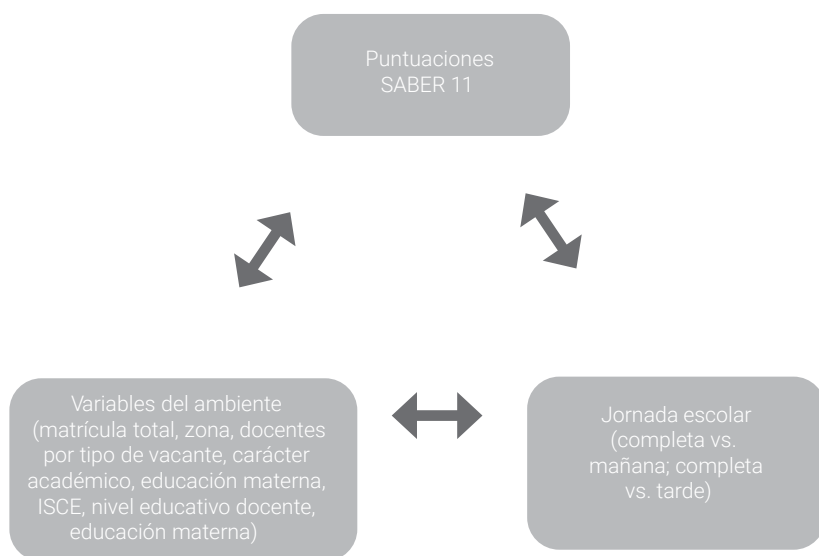 Puntuaciones
SABER 11
Variables del ambiente
(matrícula total, zona, docentes
por tipo de vacante, carácter
académico, educación materna,
ISCE, nivel educativo docente,
educación materna)
Jornada escolar
(completa vs.
mañana; completa
vs. tarde)